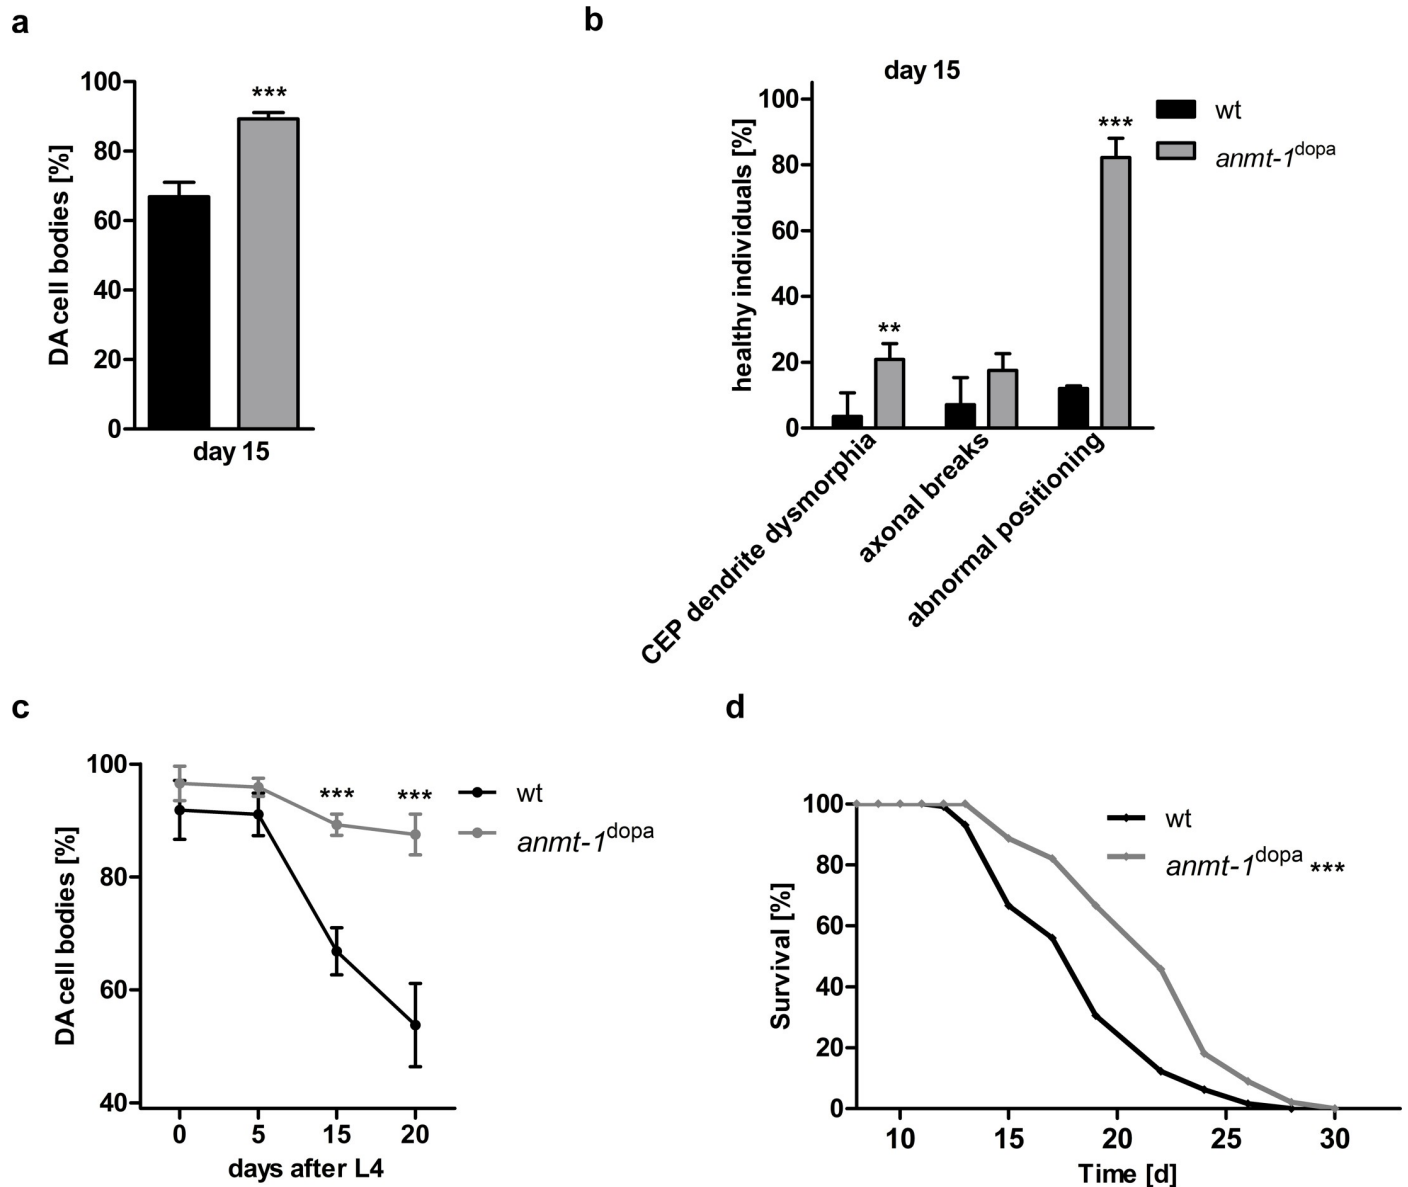 a
DA cell bodies [%]
100
80
60
40
20
0
***
day 15
b
day 15
healthy individuals [%]
100
80
60
40
20
0
**
***
CEP dendrite dysmorphia
axonal breaks
abnormal positioning
wt
anmt-1dopa
c
DA cell bodies [%]
100
80
60
40
***
***
0 5 15 20
days after L4
wt
anmt-1dopa
d
Survival [%]
100
80
60
40
20
0
10 15 20 25 30
Time [d]
wt
anmt-1dopa ***